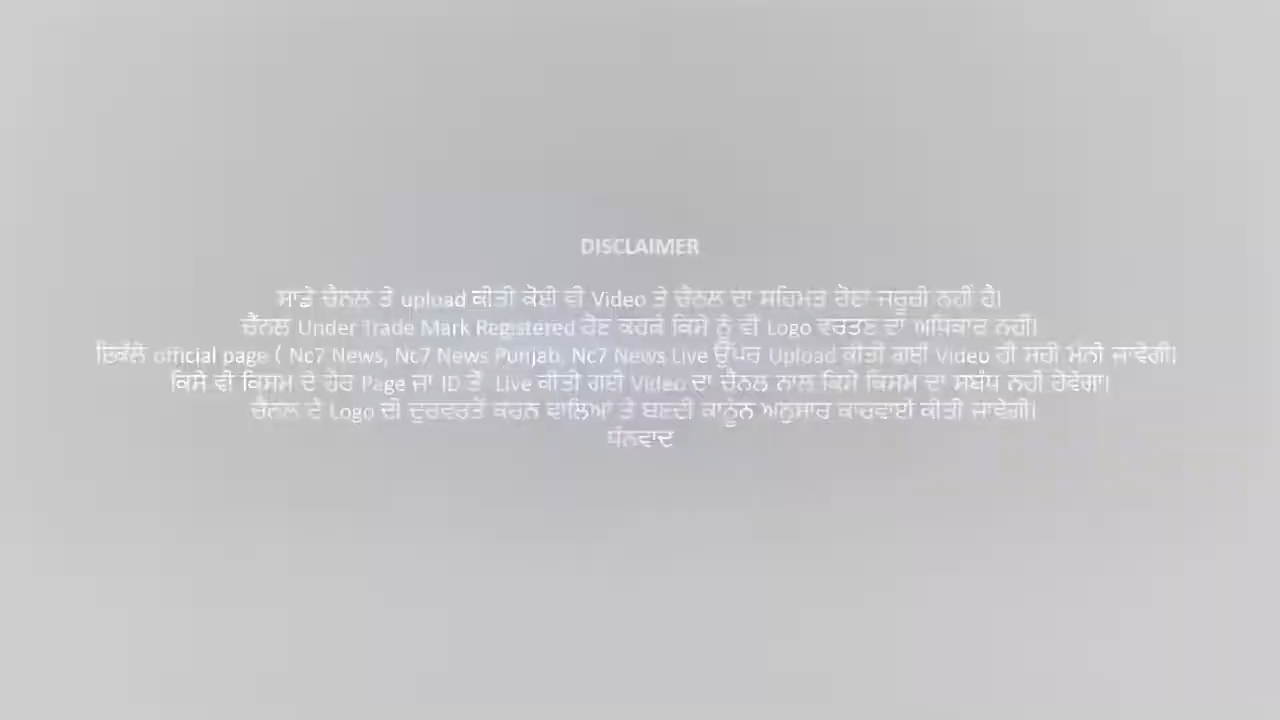 DISCLAIMER
ਸਾਡੇ ਚੈਨਲ ਤੇ upload ਕੀਤੀ ਕੋਈ ਵੀ Video ਤੇ ਚੈਨਲ ਦਾ ਸਹਿਮਤ ਹੋਣਾ ਜਰੂਰੀ ਨਹੀਂ ਹੈ।
ਚੈਨਲ Under Trade Mark Registered ਹੋਣ ਕਰਕੇ ਕਿਸੇ ਨੂੰ ਵੀ Logo ਵਰਤਣ ਦਾ ਅਧਿਕਾਰ ਨਹੀਂ।
official page ( Nc7 News, Nc7 News Punjab, Nc7 News Live ਉੱਪਰ Upload ਕੀਤੀ ਗਈ Video ਹੀ ਸਹੀ ਮੰਨੀ ਜਾਵੇਗੀ।
ਕਿਸੇ ਵੀ ਕਿਸਮ ਦੇ ਹੋਰ Page ਜਾਂ ID ਤੋਂ Live ਕੀਤੀ ਗਈ Video ਦਾ ਚੈਨਲ ਨਾਲ ਕਿਸੇ ਕਿਸਮ ਦਾ ਸਬੰਧ ਨਹੀਂ ਹੋਵੇਗਾ।
ਚੈਨਲ ਦੇ Logo ਦੀ ਦੁਰਵਰਤੋਂ ਕਰਨ ਵਾਲਿਆਂ ਤੇ ਬਣਦੀ ਕਾਨੂੰਨ ਅਨੁਸਾਰ ਕਾਰਵਾਈ ਕੀਤੀ ਜਾਵੇਗੀ।
ਧੰਨਵਾਦ